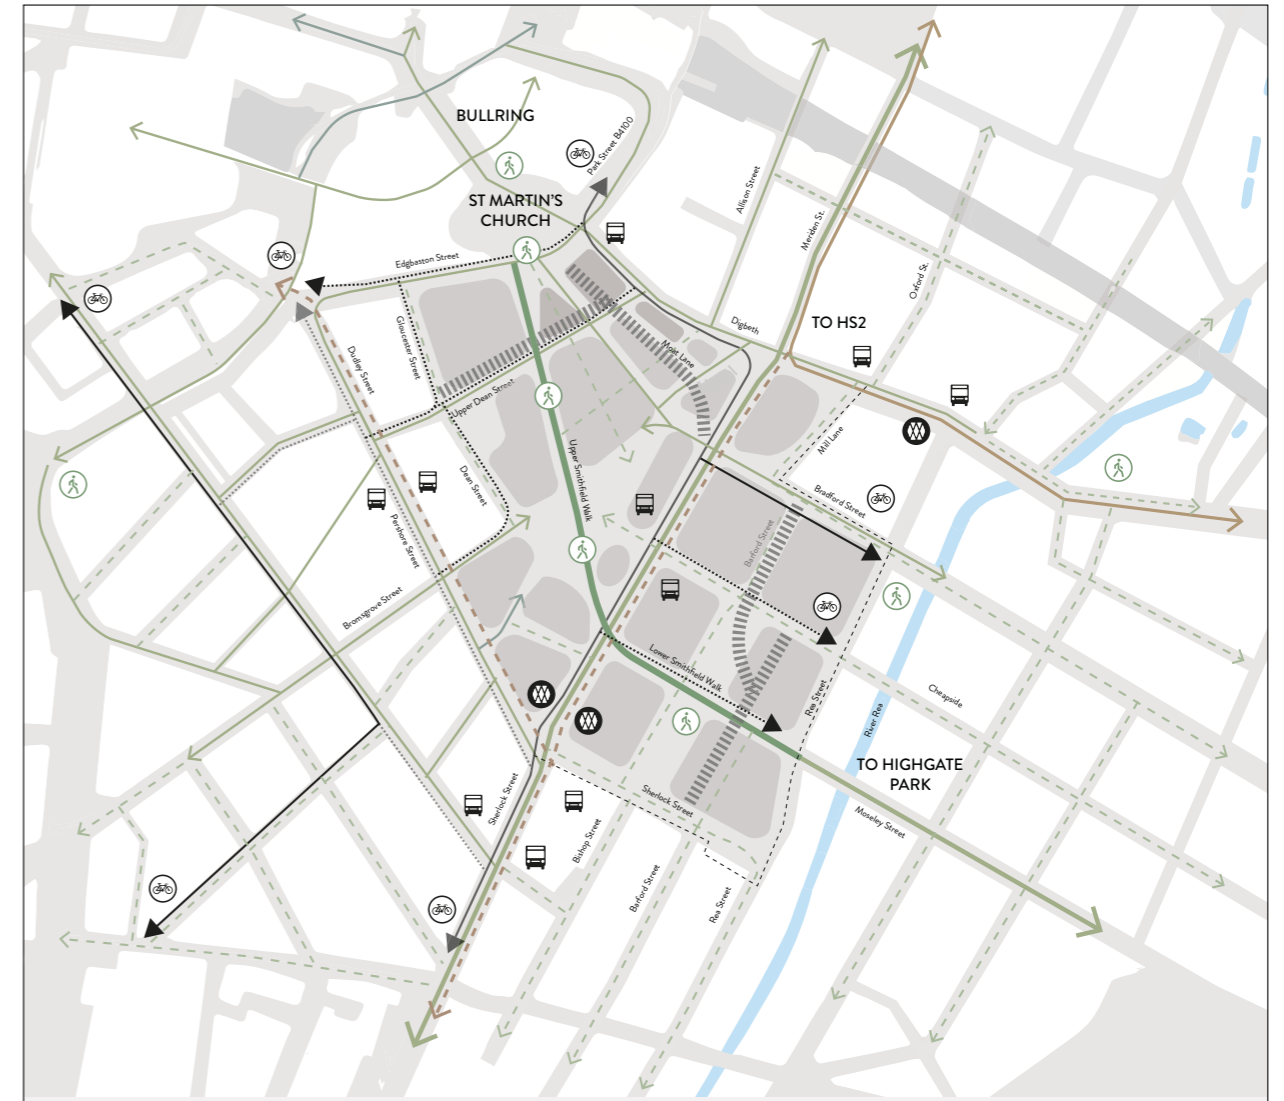 BULLRING
Park Street B4100
ST MARTIN'S
CHURCH
Allison Street
Meriden St.
Oxford St.
Edgbaston Street
Gloucester Street
Dudley Street
Digbeth
TO HS2
Moat Lane
Upper Dean Street
Upper Smithfield Walk
Dean Street
Mill Lane
Bradford Street
Barford Street
Pershore Street
Bromsgrove Street
Lower Smithfield Walk
Rea Street
River Rea
Cheapside
TO HIGHGATE
PARK
Moseley Street
Sherlock Street
Sherlock Street
Bishop Street
Barford Street
Rea Street